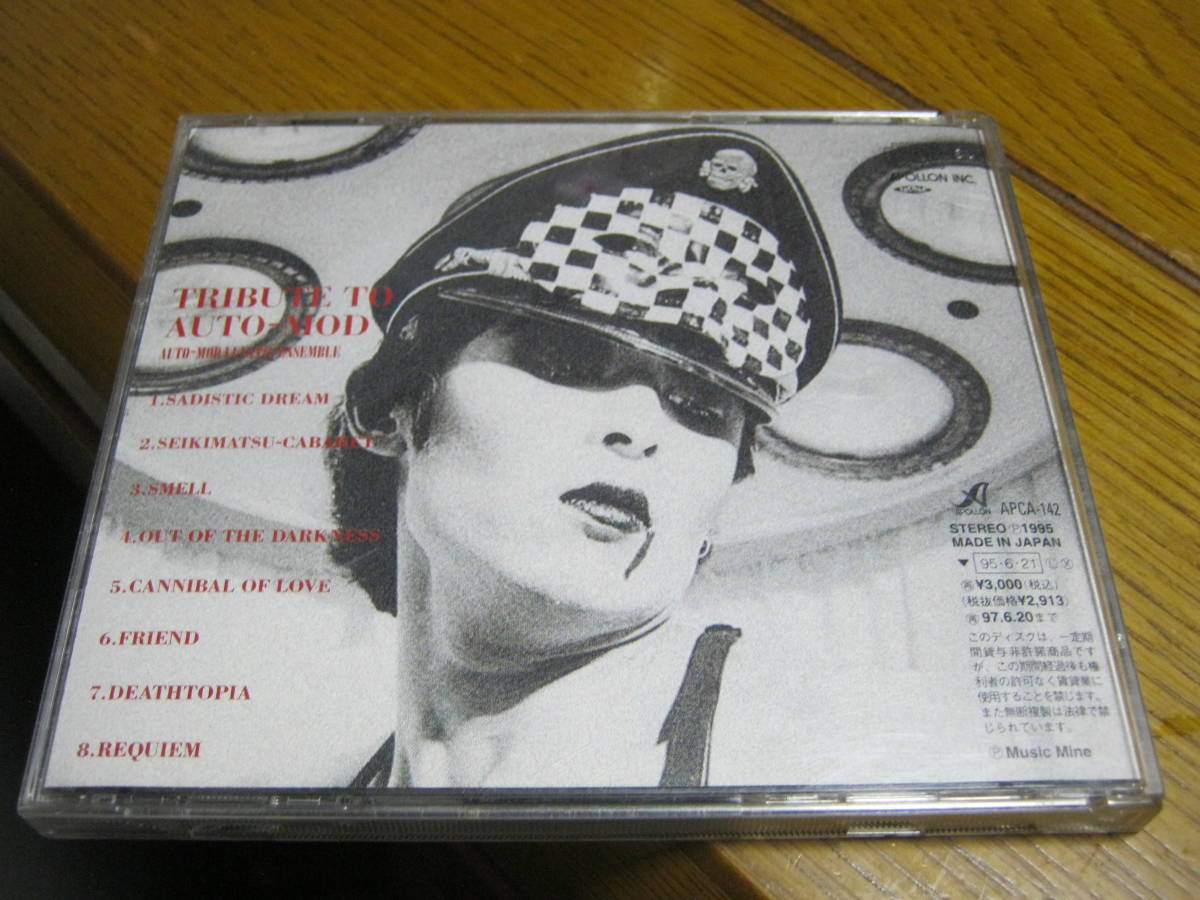 TRIBUTE TO
AUTO-MOD
AUTO-MOD ENSEMBLE
1.SADISTIC DREAM
2.SEIKIMATSU-CABARET
3.SMELL
4.OUT OF THE DARKNESS
5.CANNIBAL OF LOVE
6.FRIEND
7.DEATHTOPIA
8.REQUIEM
APOLLON INC.
APOLLON APCA-142
STEREO Ⓟ1995
MADE IN JAPAN
▼ 95・6・21
¥3,000(税込)
(税抜価格¥2,913)
97.6.20まで
このディスクは、一定期
間貸与非許諾商品です
が、この期間経過後も権
利者の許可なく賃貸業に
使用することを禁じます。
また無断複製は法律で禁
じられています。
Ⓟ Music Mine